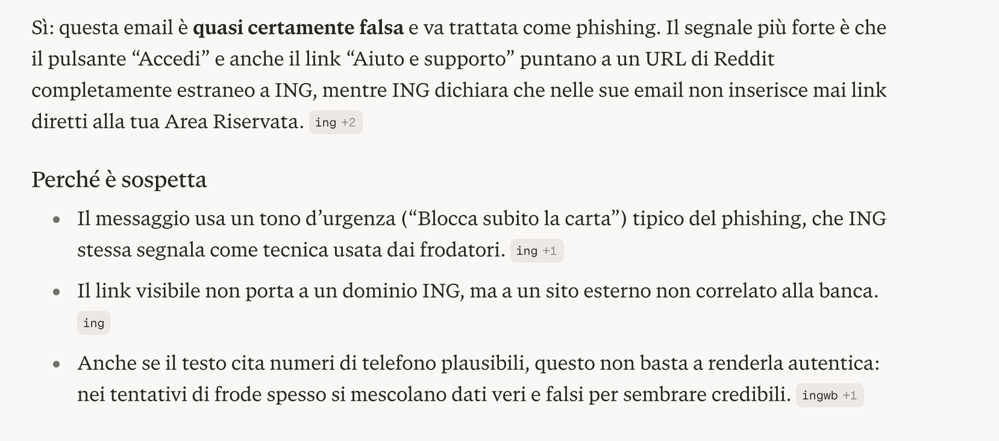 Sì: questa email è quasi certamente falsa e va trattata come phishing. Il segnale più forte è che
il pulsante “Accedi” e anche il link “Aiuto e supporto” puntano a un URL di Reddit
completamente estraneo a ING, mentre ING dichiara che nelle sue email non inserisce mai link
diretti alla tua Area Riservata. ing +2
Perché è sospetta
• Il messaggio usa un tono d’urgenza (“Blocca subito la carta”) tipico del phishing, che ING
stessa segnala come tecnica usata dai frodatori. ing +1
• Il link visibile non porta a un dominio ING, ma a un sito esterno non correlato alla banca.
ing
• Anche se il testo cita numeri di telefono plausibili, questo non basta a renderla autentica:
nei tentativi di frode spesso si mescolano dati veri e falsi per sembrare credibili. ingwb +1